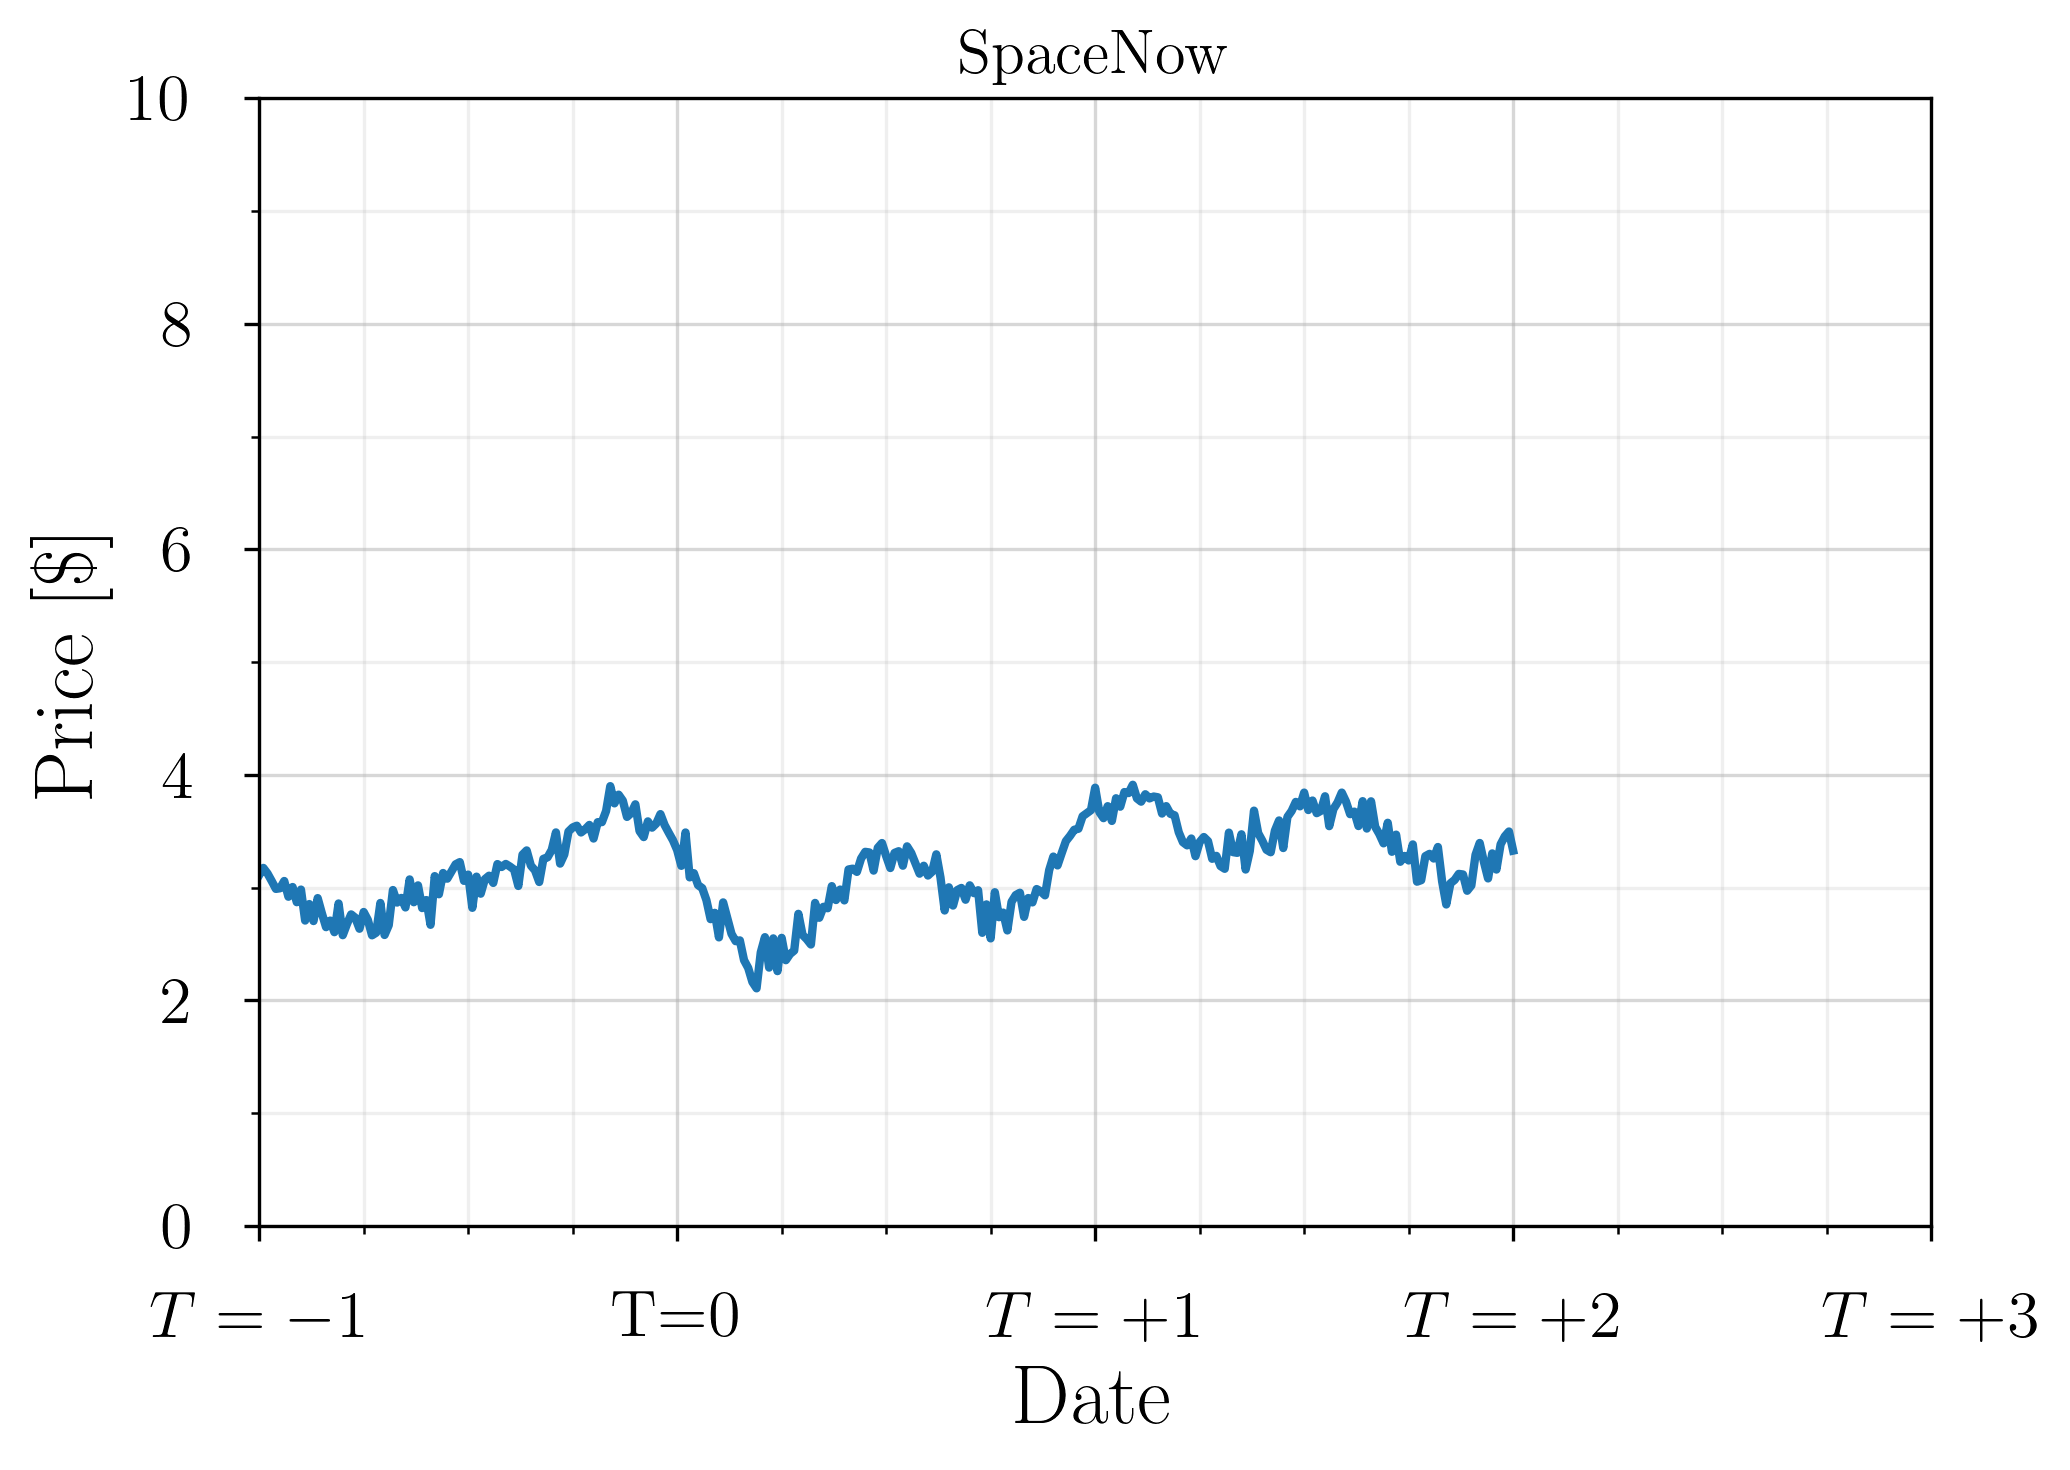 SpaceNow
10
8
6
4
2
0
Price [$]
T = −1 T=0 T = +1 T = +2 T = +3
Date